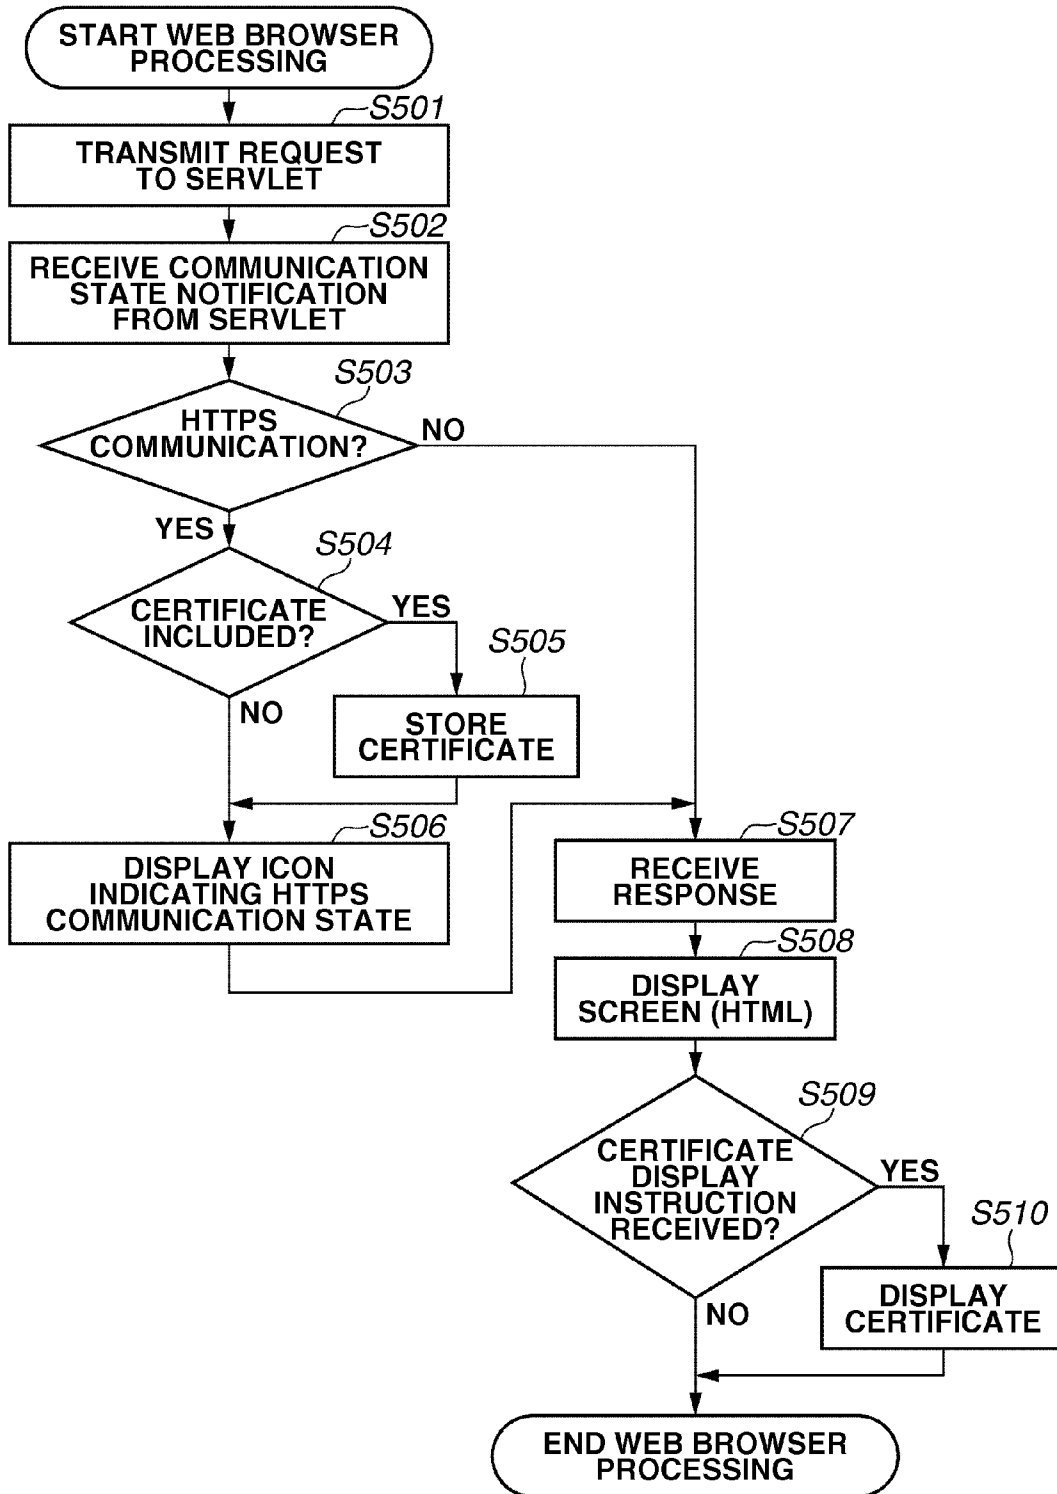 START WEB BROWSER
PROCESSING
S501
TRANSMIT REQUEST
TO SERVLET
S502
RECEIVE COMMUNICATION
STATE NOTIFICATION
FROM SERVLET
S503
HTTPS
COMMUNICATION?
NO
YES
S504
CERTIFICATE
INCLUDED?
YES
NO
S505
STORE
CERTIFICATE
S506
DISPLAY ICON
INDICATING HTTPS
COMMUNICATION STATE
S507
RECEIVE
RESPONSE
S508
DISPLAY
SCREEN (HTML)
S509
CERTIFICATE
DISPLAY
INSTRUCTION
RECEIVED?
YES
NO
S510
DISPLAY
CERTIFICATE
END WEB BROWSER
PROCESSING